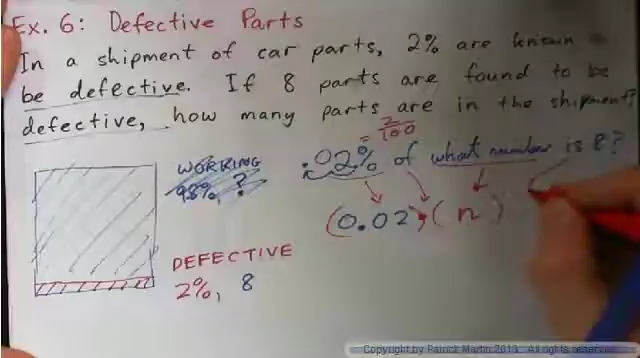 Ex. 6: Defective Parts
In a shipment of car parts, 2% are known
be defective. If 8 parts are found to be
defective, how many parts are in the shipment?
= 2/100
.02% of what number is 8?
WORKING
98%, ?
(0.02)·(n)
DEFECTIVE
2%, 8
Copyright by Patrick Martin 2013. All rights reserved.